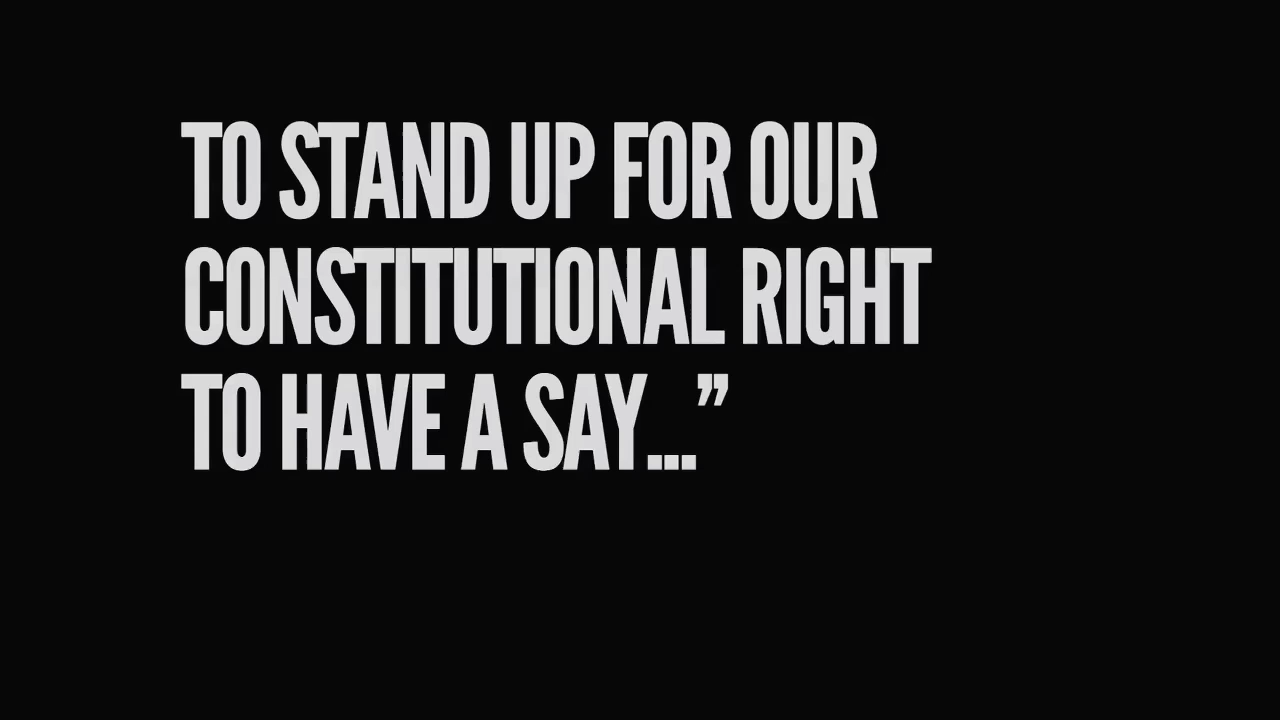 TO STAND UP FOR OUR
CONSTITUTIONAL RIGHT
TO HAVE A SAY...”